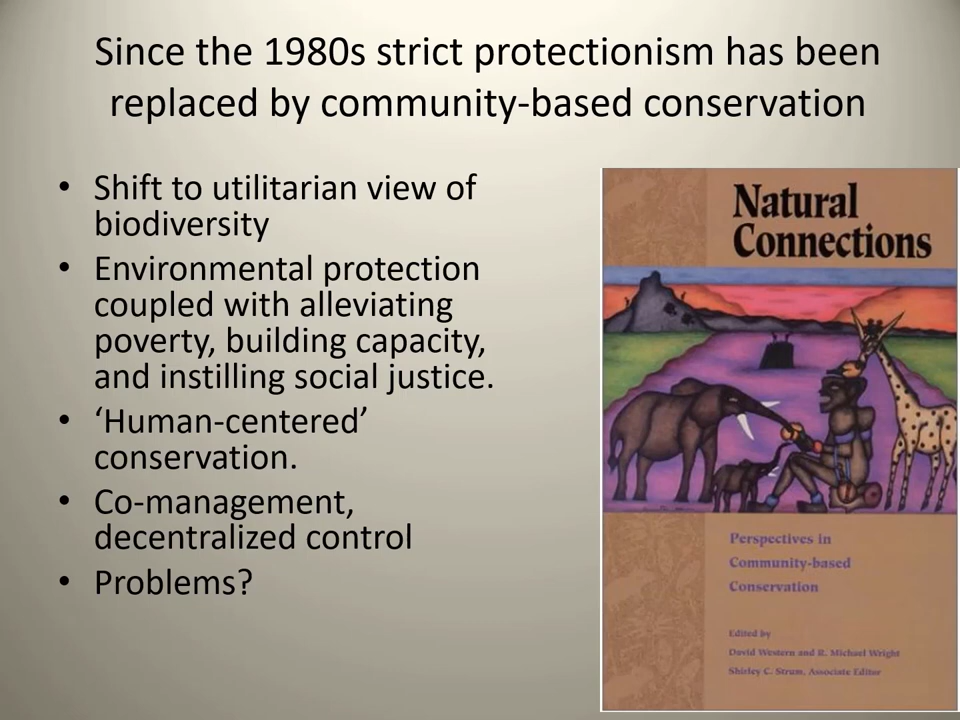 Since the 1980s strict protectionism has been
replaced by community-based conservation
• Shift to utilitarian view of
biodiversity
• Environmental protection
coupled with alleviating
poverty, building capacity,
and instilling social justice.
• ‘Human-centered’
conservation.
• Co-management,
decentralized control
• Problems?
Natural
Connections
Perspectives in
Community-based
Conservation
Edited by
David Western and R. Michael Wright
Shirley C. Strum, Associate Editor